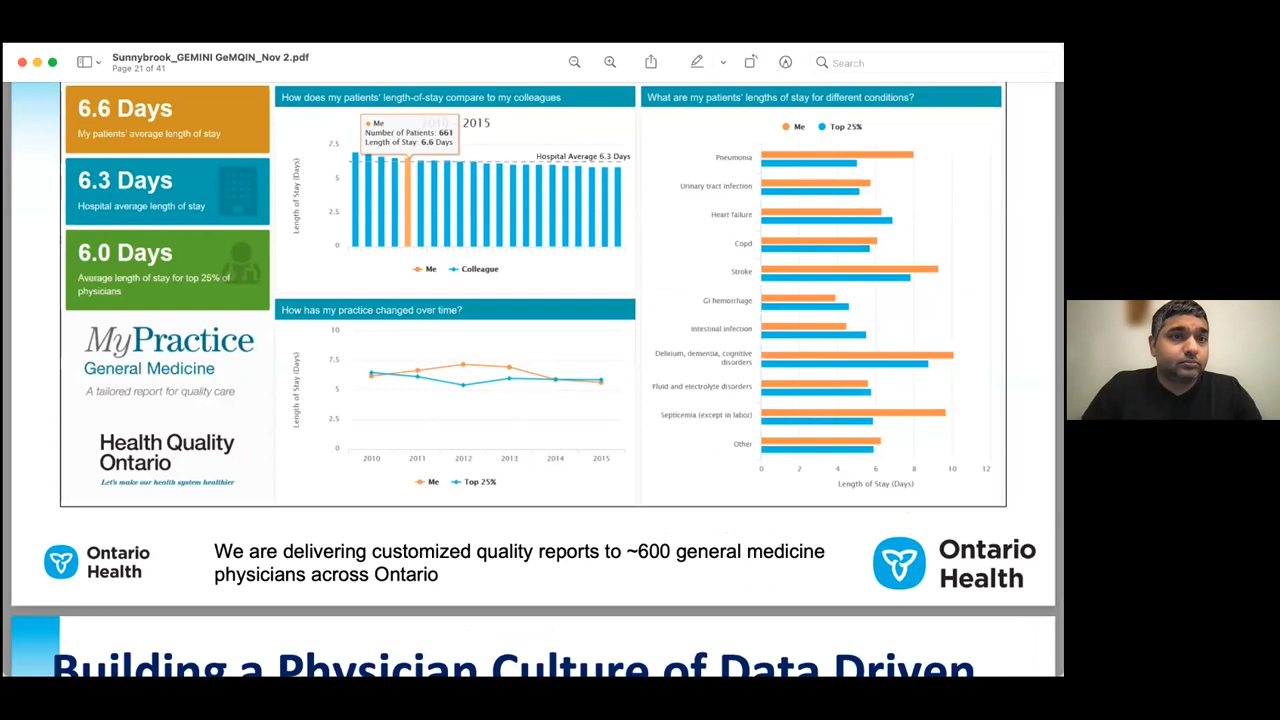 Sunnybrook_GEMINI GeMQIN_Nov 2.pdf
Page 21 of 41
Search
6.6 Days
My patients' average length of stay
6.3 Days
Hospital average length of stay
6.0 Days
Average length of stay for top 25% of
physicians
MyPractice
General Medicine
A tailored report for quality care
Health Quality
Ontario
Let's make our health system healthier
How does my patients' length-of-stay compare to my colleagues
2010 - 2015
Me
Number of Patients: 661
Length of Stay: 6.6 Days
Hospital Average 6.3 Days
Length of Stay (Days)
7.5
5
2.5
0
Me
Colleague
How has my practice changed over time?
Length of Stay (Days)
10
7.5
5
2.5
0
2010
2011
2012
2013
2014
2015
Me
Top 25%
What are my patients' lengths of stay for different conditions?
Me
Top 25%
Pneumonia
Urinary tract infection
Heart failure
Copd
Stroke
GI hemorrhage
Intestinal infection
Delirium, dementia, cognitive
disorders
Fluid and electrolyte disorders
Septicemia (except in labor)
Other
0
2
4
6
8
10
12
Length of Stay (Days)
Ontario
Health
We are delivering customized quality reports to ~600 general medicine
physicians across Ontario
Ontario
Health
Building a Physician Culture of Data Driven